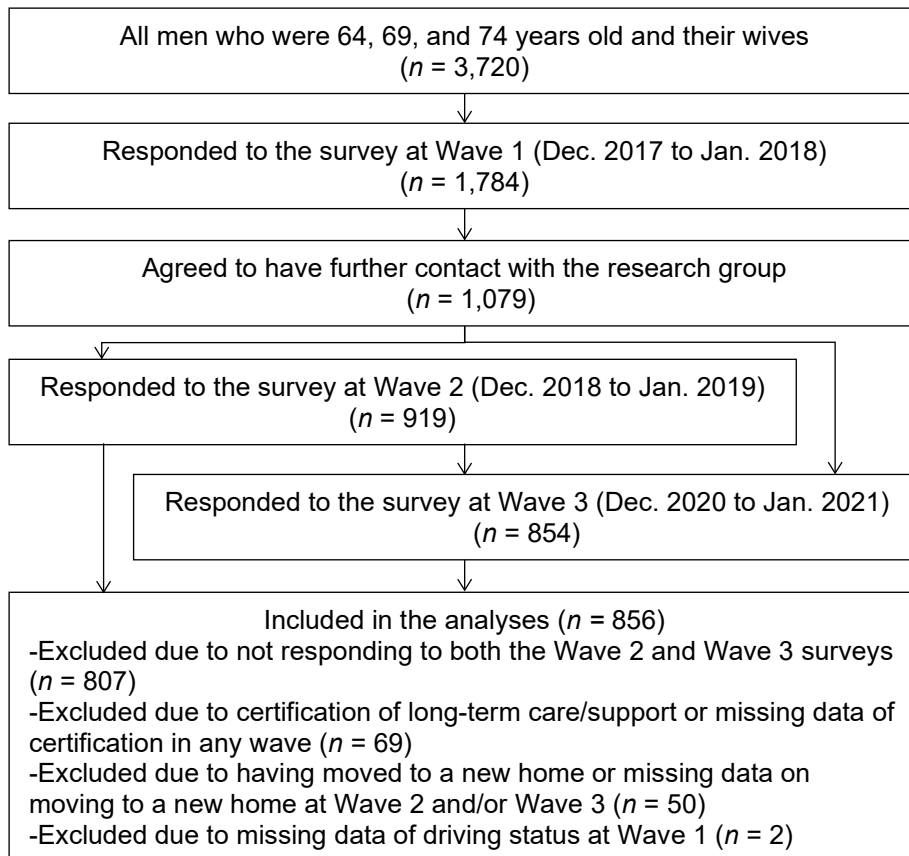 All men who were 64, 69, and 74 years old and their wives
(n = 3,720)
Responded to the survey at Wave 1 (Dec. 2017 to Jan. 2018)
(n = 1,784)
Agreed to have further contact with the research group
(n = 1,079)
Responded to the survey at Wave 2 (Dec. 2018 to Jan. 2019)
(n = 919)
Responded to the survey at Wave 3 (Dec. 2020 to Jan. 2021)
(n = 854)
Included in the analyses (n = 856)
-Excluded due to not responding to both the Wave 2 and Wave 3 surveys
(n = 807)
-Excluded due to certification of long-term care/support or missing data of
certification in any wave (n = 69)
-Excluded due to having moved to a new home or missing data on
moving to a new home at Wave 2 and/or Wave 3 (n = 50)
-Excluded due to missing data of driving status at Wave 1 (n = 2)